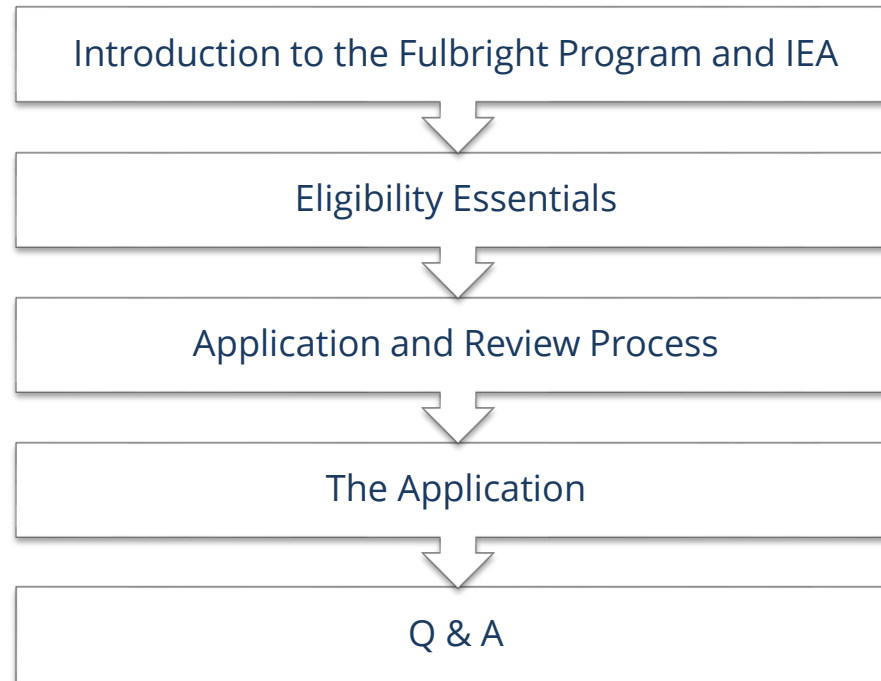 Introduction to the Fulbright Program and IEA
Eligibility Essentials
Application and Review Process
The Application
Q & A